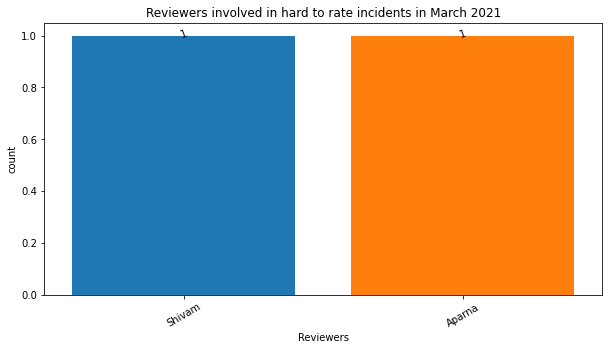 Reviewers involved in hard to rate incidents in March 2021
1 1
count
1.0
0.8
0.6
0.4
0.2
0.0
Shivam Aparna
Reviewers